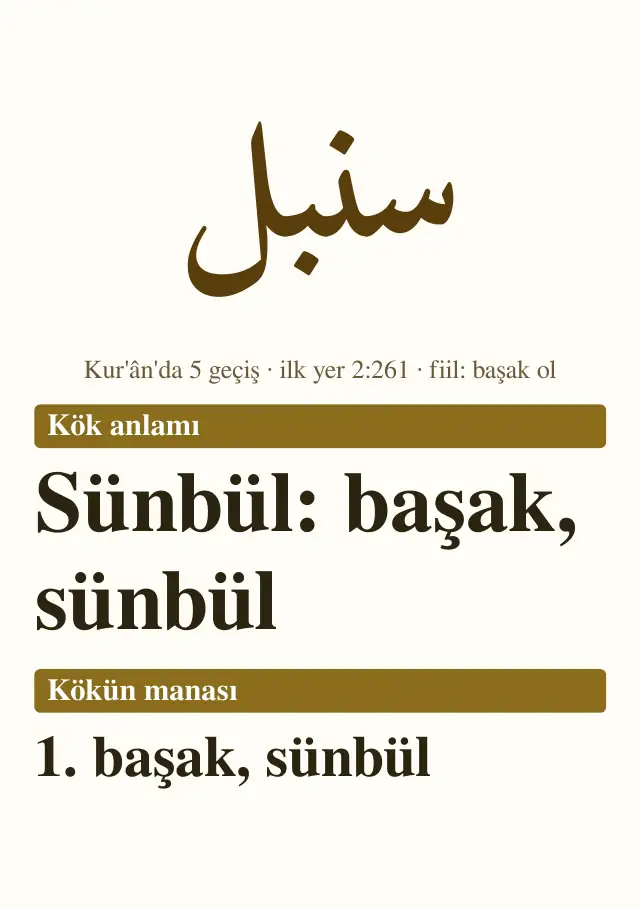 سنبل
Kur'ân'da 5 geçiş · ilk yer 2:261 · fiil: başak ol
Kök anlamı
Sünbül: başak,
sünbül
Kökün manası
1. başak, sünbül